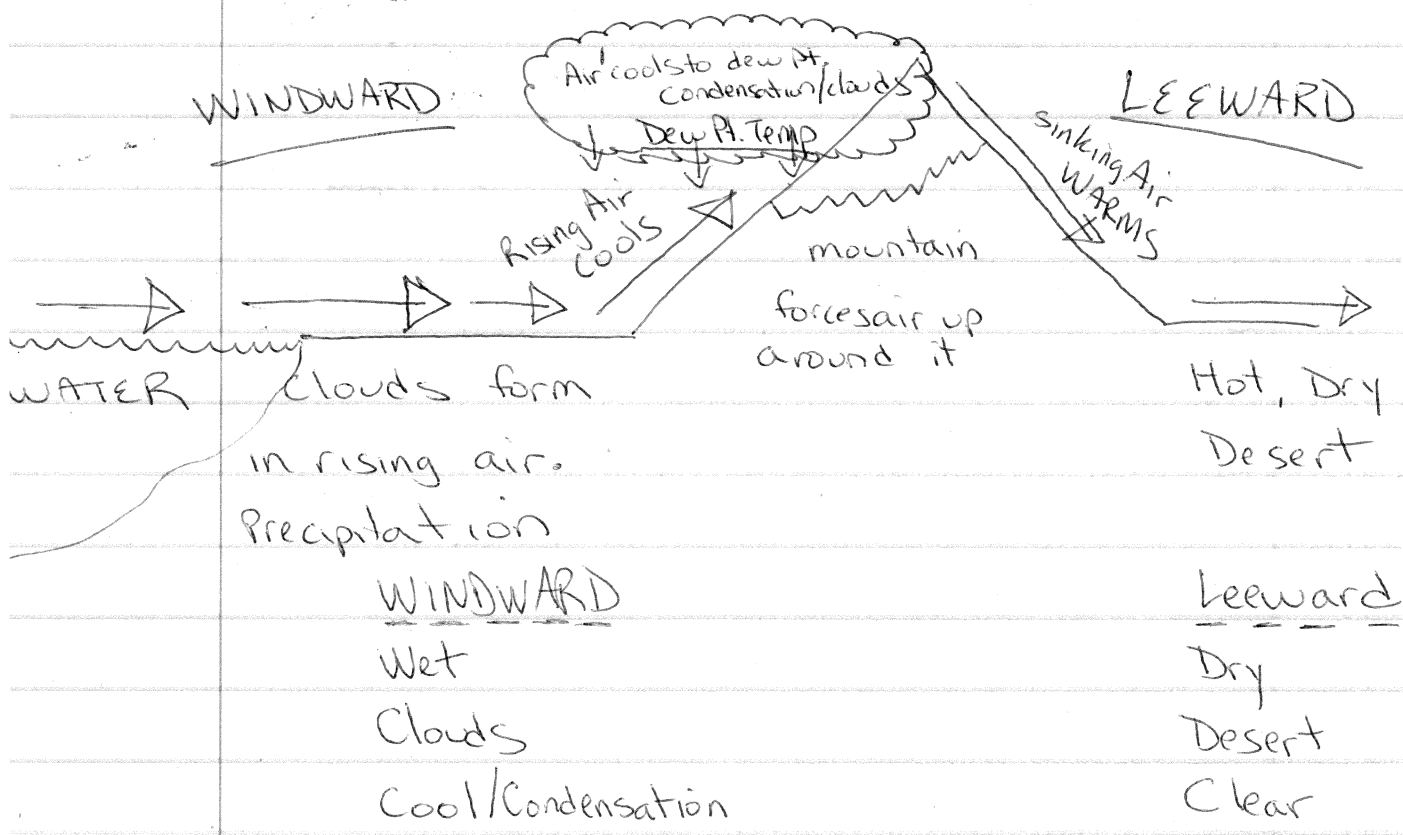 WINDWARD
Air cools to dew pt.
condensation/clouds
Dew Pt. Temp
LEEWARD
Rising Air
cools
sinking Air
WARMS
mountain
forces air up
around it
WATER
Clouds form
in rising air.
Precipitation
Hot, Dry
Desert
WINDWARD
Wet
Clouds
Cool/Condensation
Leeward
Dry
Desert
Clear